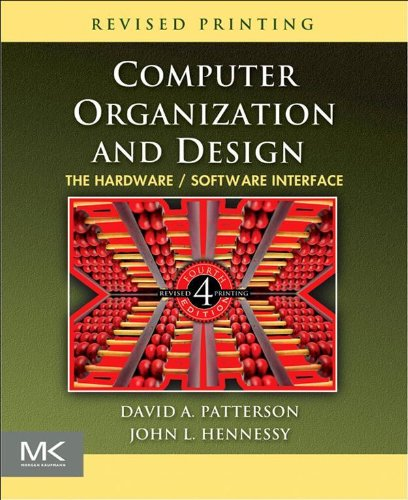 REVISED PRINTING
COMPUTER
ORGANIZATION
AND DESIGN
THE HARDWARE / SOFTWARE INTERFACE
FOURTH
REVISED 4 PRINTING
EDITION
DAVID A. PATTERSON
JOHN L. HENNESSY
MK
MORGAN KAUFMANN